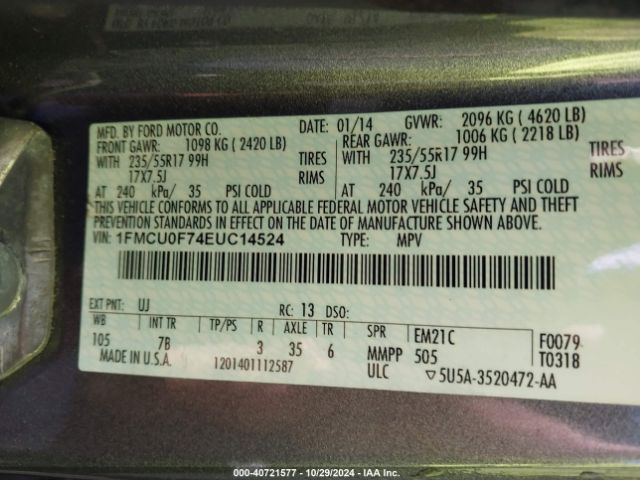 MFD. BY FORD MOTOR CO.
DATE: 01/14 GVWR: 2096 KG ( 4620 LB)
FRONT GAWR: 1098 KG ( 2420 LB)
REAR GAWR: 1006 KG ( 2218 LB)
WITH 235/55R17 99H TIRES
WITH 235/55R17 99H TIRES
17X7.5J RIMS
17X7.5J RIMS
AT 240 kPa/ 35 PSI COLD
AT 240 kPa/ 35 PSI COLD
THIS VEHICLE CONFORMS TO ALL APPLICABLE FEDERAL MOTOR VEHICLE SAFETY AND THEFT
PREVENTION STANDARDS IN EFFECT ON THE DATE OF MANUFACTURE SHOWN ABOVE.
VIN: 1FMCU0F74EUC14524 TYPE: MPV
EXT PNT: UJ RC: 13 DSO:
WB INT TR TP/PS R AXLE TR SPR EM21C F0079
105 7B 3 35 6 MMPP 505 T0318
MADE IN U.S.A. 1201401112587 ULC ▽5U5A-3520472-AA
000-40721577 - 10/29/2024 - IAA Inc.